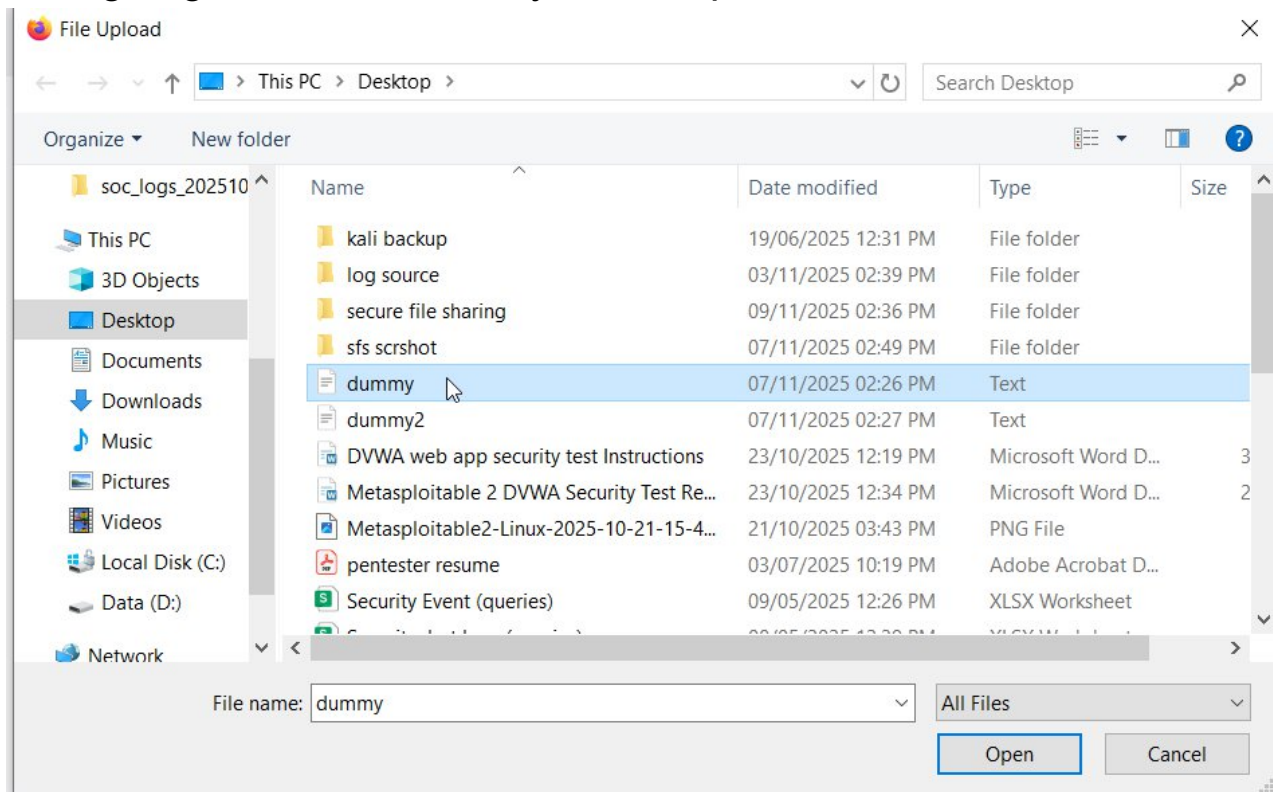 File Upload
This PC > Desktop >
Search Desktop
Organize
New folder
soc_logs_202510
This PC
3D Objects
Desktop
Documents
Downloads
Music
Pictures
Videos
Local Disk (C:)
Data (D:)
Network
Name Date modified Type Size
kali backup 19/06/2025 12:31 PM File folder
log source 03/11/2025 02:39 PM File folder
secure file sharing 09/11/2025 02:36 PM File folder
sfs scrshot 07/11/2025 02:49 PM File folder
dummy 07/11/2025 02:26 PM Text
dummy2 07/11/2025 02:27 PM Text
DVWA web app security test Instructions 23/10/2025 12:19 PM Microsoft Word D... 3
Metasploitable 2 DVWA Security Test Re... 23/10/2025 12:34 PM Microsoft Word D... 2
Metasploitable2-Linux-2025-10-21-15-4... 21/10/2025 03:43 PM PNG File
pentester resume 03/07/2025 10:19 PM Adobe Acrobat D...
Security Event (queries) 09/05/2025 12:26 PM XLSX Worksheet
File name: dummy All Files
Open Cancel